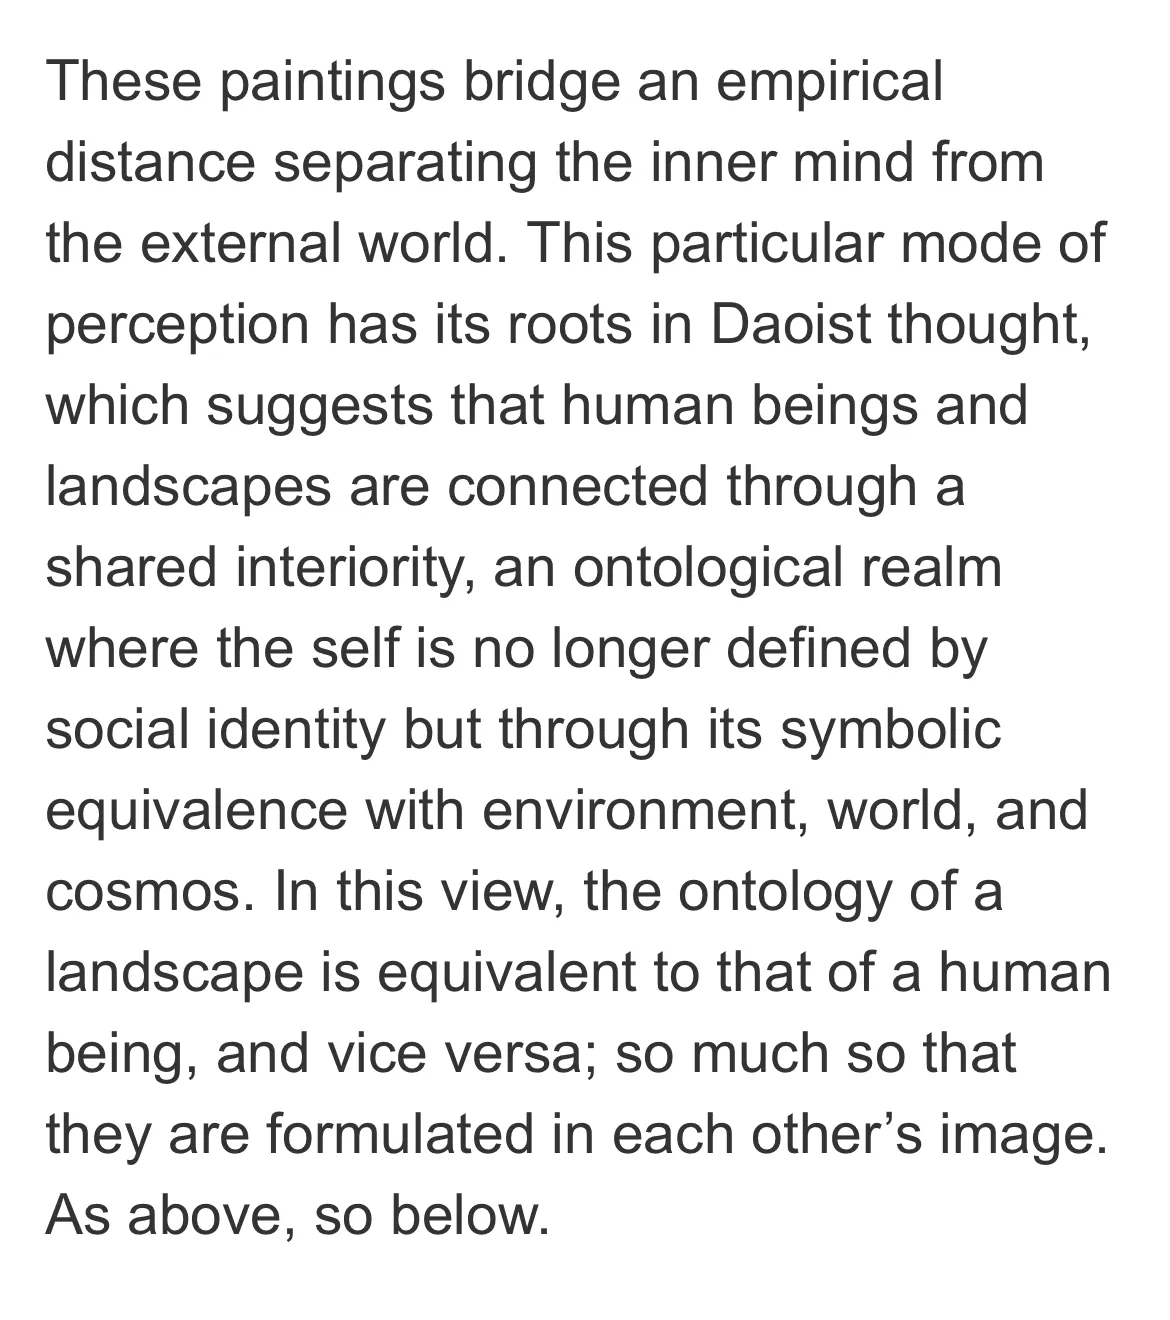 These paintings bridge an empirical
distance separating the inner mind from
the external world. This particular mode of
perception has its roots in Daoist thought,
which suggests that human beings and
landscapes are connected through a
shared interiority, an ontological realm
where the self is no longer defined by
social identity but through its symbolic
equivalence with environment, world, and
cosmos. In this view, the ontology of a
landscape is equivalent to that of a human
being, and vice versa; so much so that
they are formulated in each other’s image.
As above, so below.